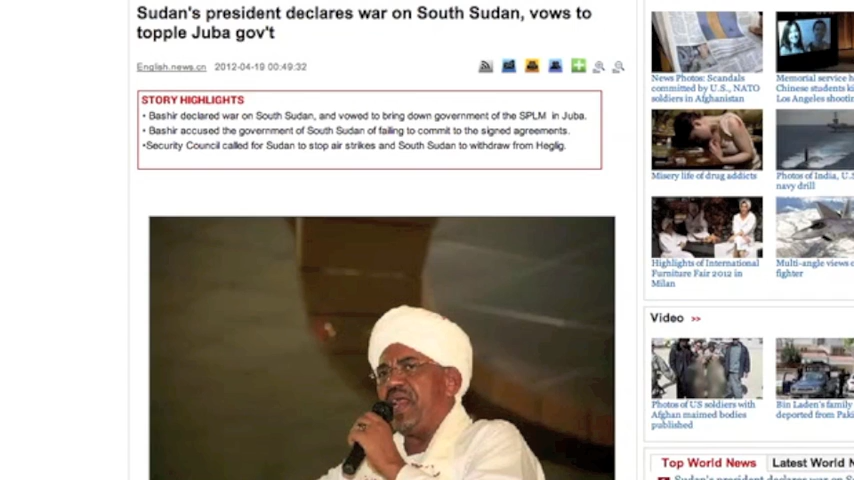 Sudan's president declares war on South Sudan, vows to
topple Juba gov't
English.news.cn 2012-04-19 00:49:32
STORY HIGHLIGHTS
• Bashir declared war on South Sudan, and vowed to bring down government of the SPLM in Juba.
• Bashir accused the government of South Sudan of failing to commit to the signed agreements.
•Security Council called for Sudan to stop air strikes and South Sudan to withdraw from Heglig.
News Photos: Scandals
committed by U.S., NATO
soldiers in Afghanistan
Memorial service h
Chinese students ki
Los Angeles shootin
Misery life of drug addicts
Photos of India, U.S
navy drill
Highlights of International
Furniture Fair 2012 in
Milan
Multi-angle views o
fighter
Video >>
Photos of US soldiers with
Afghan maimed bodies
published
Bin Laden's family
deported from Paki
Top World News
Latest World N
Sudan's president declares war on S